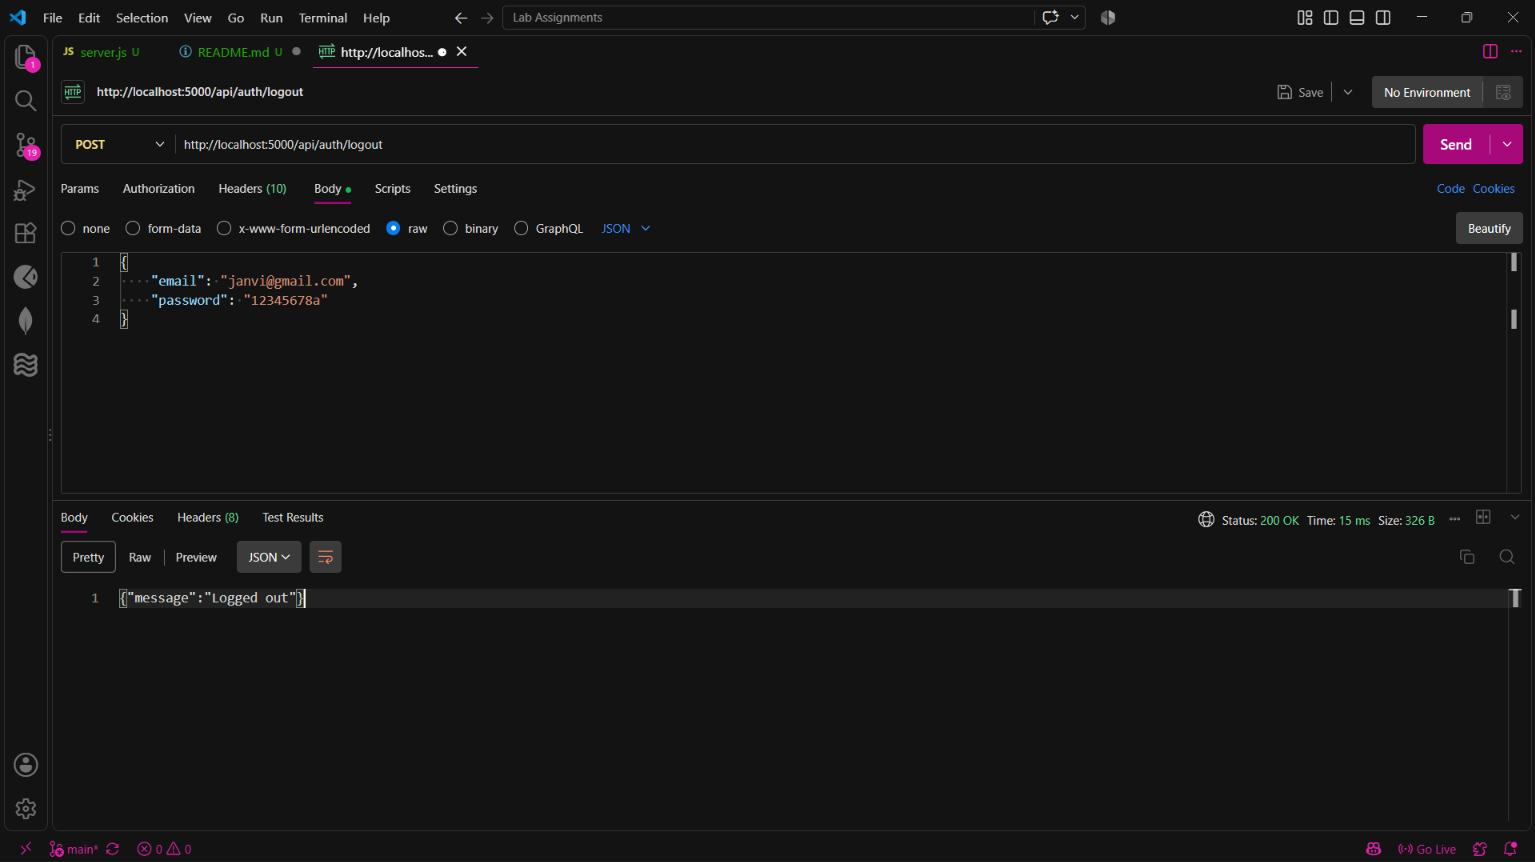 File Edit Selection View Go Run Terminal Help Lab Assignments
JS server.js U README.md U HTTP http://localhos...
HTTP http://localhost:5000/api/auth/logout Save No Environment
POST http://localhost:5000/api/auth/logout Send
Params Authorization Headers (10) Body Scripts Settings Code Cookies
none form-data x-www-form-urlencoded raw binary GraphQL JSON Beautify
1 {
2 ····"email":·"janvi@gmail.com",
3 ····"password":·"12345678a"
4 }
Body Cookies Headers (8) Test Results Status: 200 OK Time: 15 ms Size: 326 B
Pretty Raw Preview JSON
1 {"message":"Logged out"}
1
19
main* 0 0 Go Live